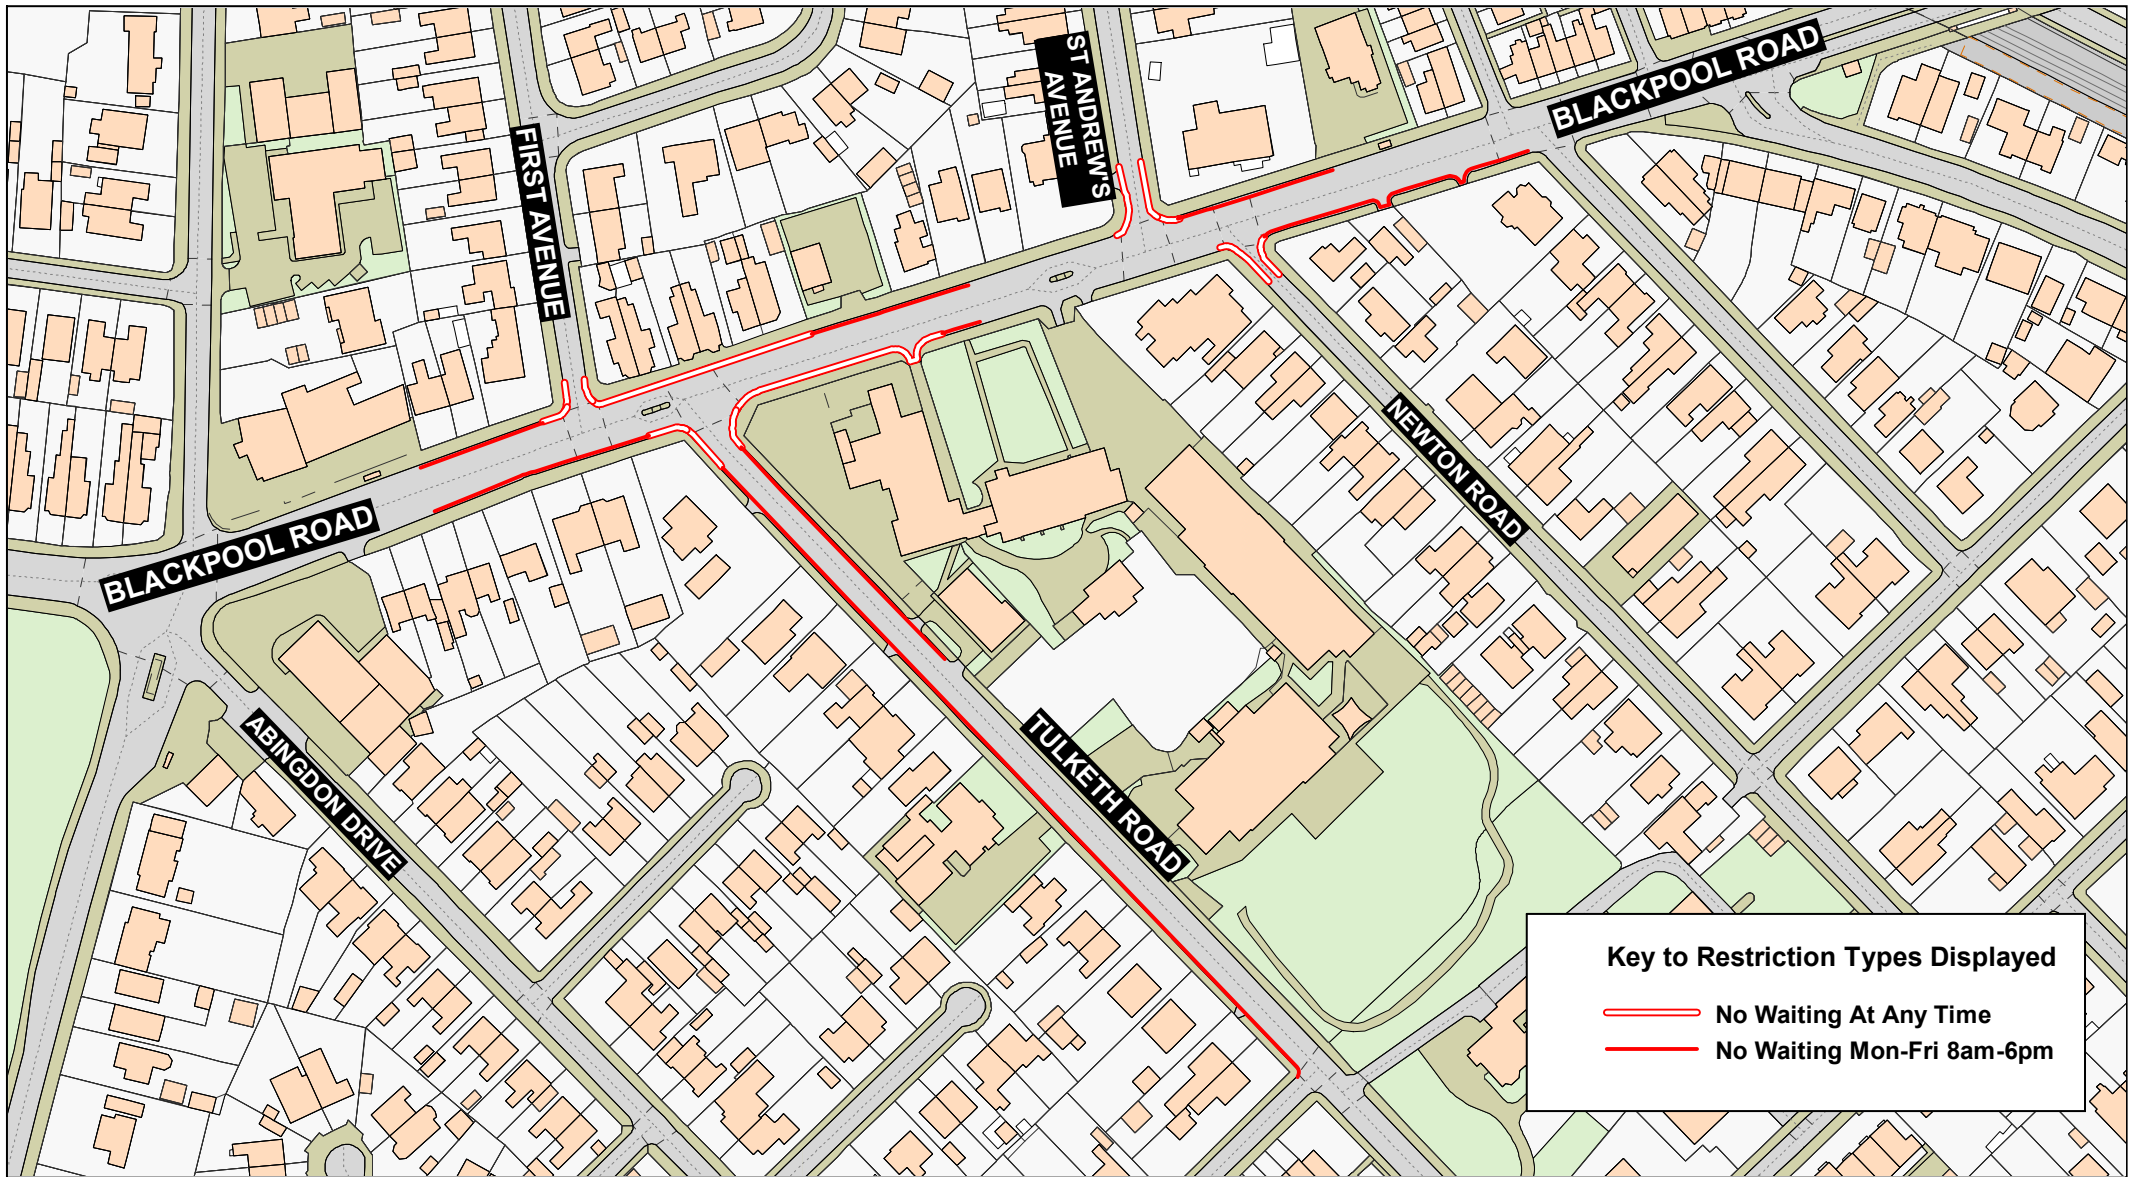 ST ANDREW'S
AVENUE
BLACKPOOL ROAD
FIRST AVENUE
NEWTON ROAD
BLACKPOOL ROAD
ABINGDON DRIVE
TULKETH ROAD
Key to Restriction Types Displayed
No Waiting At Any Time
No Waiting Mon-Fri 8am-6pm